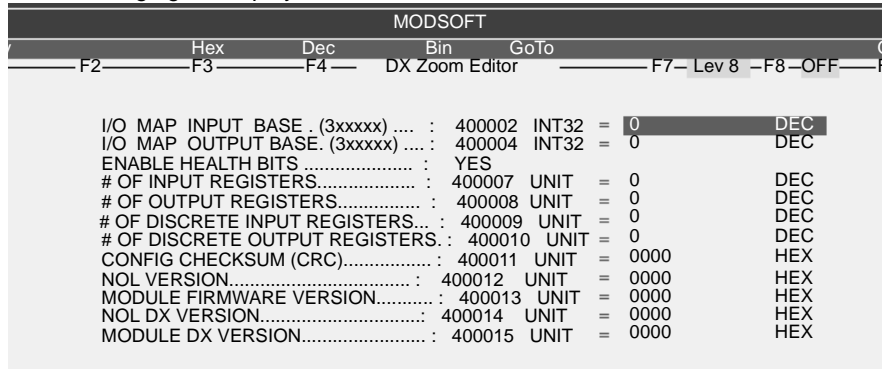 MODSOFT
Hex Dec Bin GoTo
F2 F3 F4 DX Zoom Editor F7 Lev 8 F8 OFF
I/O MAP INPUT BASE . (3xxxxx) .... : 400002 INT32 = 0 DEC
I/O MAP OUTPUT BASE. (3xxxxx) .... : 400004 INT32 = 0 DEC
ENABLE HEALTH BITS ..................... : YES
# OF INPUT REGISTERS................... : 400007 UNIT = 0 DEC
# OF OUTPUT REGISTERS................ : 400008 UNIT = 0 DEC
# OF DISCRETE INPUT REGISTERS... : 400009 UNIT = 0 DEC
# OF DISCRETE OUTPUT REGISTERS. : 400010 UNIT = 0 DEC
CONFIG CHECKSUM (CRC)................. : 400011 UNIT = 0000 HEX
NOL VERSION................................... : 400012 UNIT = 0000 HEX
MODULE FIRMWARE VERSION........... : 400013 UNIT = 0000 HEX
NOL DX VERSION...............................: 400014 UNIT = 0000 HEX
MODULE DX VERSION........................ : 400015 UNIT = 0000 HEX